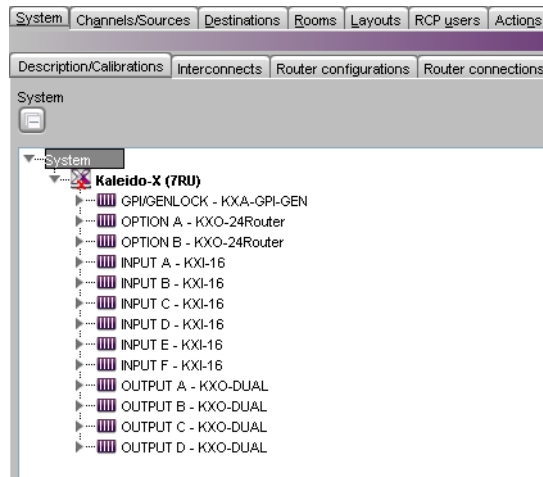 System Channels/Sources Destinations Rooms Layouts RCP users Actions
Description/Calibrations Interconnects Router configurations Router connections
System
System
Kaleido-X (7RU)
GPI/GENLOCK - KXA-GPI-GEN
OPTION A - KXO-24Router
OPTION B - KXO-24Router
INPUT A - KXI-16
INPUT B - KXI-16
INPUT C - KXI-16
INPUT D - KXI-16
INPUT E - KXI-16
INPUT F - KXI-16
OUTPUT A - KXO-DUAL
OUTPUT B - KXO-DUAL
OUTPUT C - KXO-DUAL
OUTPUT D - KXO-DUAL